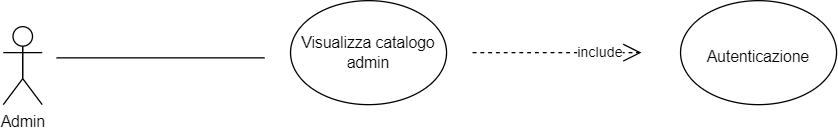 Visualizza catalogo
admin
include
Autenticazione
Admin